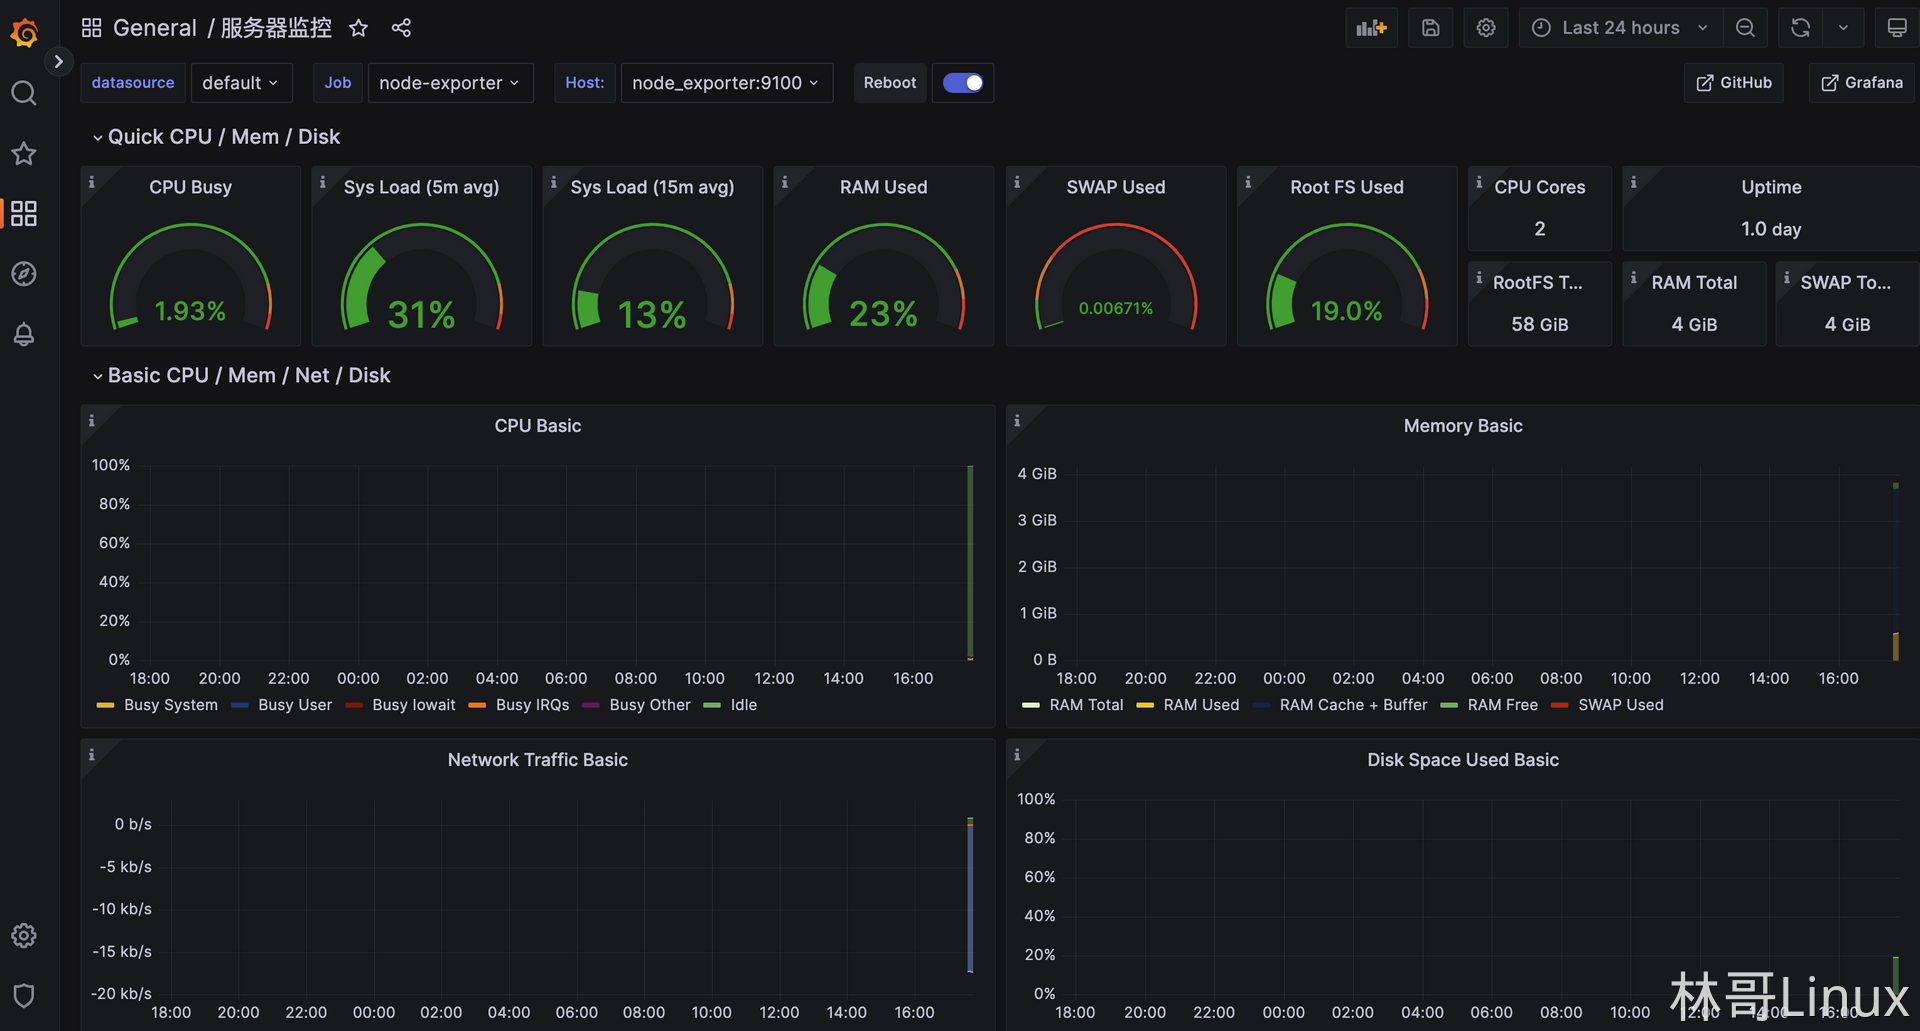 General / 服务器监控
Last 24 hours
datasource default Job node-exporter Host: node_exporter:9100 Reboot
GitHub Grafana
Quick CPU / Mem / Disk
CPU Busy
1.93%
Sys Load (5m avg)
31%
Sys Load (15m avg)
13%
RAM Used
23%
SWAP Used
0.00671%
Root FS Used
19.0%
CPU Cores
2
Uptime
1.0 day
RootFS T...
58 GiB
RAM Total
4 GiB
SWAP To...
4 GiB
Basic CPU / Mem / Net / Disk
CPU Basic
100%
80%
60%
40%
20%
0%
18:00 20:00 22:00 00:00 02:00 04:00 06:00 08:00 10:00 12:00 14:00 16:00
Busy System Busy User Busy Iowait Busy IRQs Busy Other Idle
Memory Basic
4 GiB
3 GiB
2 GiB
1 GiB
0 B
18:00 20:00 22:00 00:00 02:00 04:00 06:00 08:00 10:00 12:00 14:00 16:00
RAM Total RAM Used RAM Cache + Buffer RAM Free SWAP Used
Network Traffic Basic
0 b/s
-5 kb/s
-10 kb/s
-15 kb/s
-20 kb/s
18:00 20:00 22:00 00:00 02:00 04:00 06:00 08:00 10:00 12:00 14:00 16:00
Disk Space Used Basic
100%
80%
60%
40%
20%
0%
18:00 20:00 22:00 00:00 02:00 04:00 06:00 08:00 10:00 12:00 14:00 16:00
林哥Linux